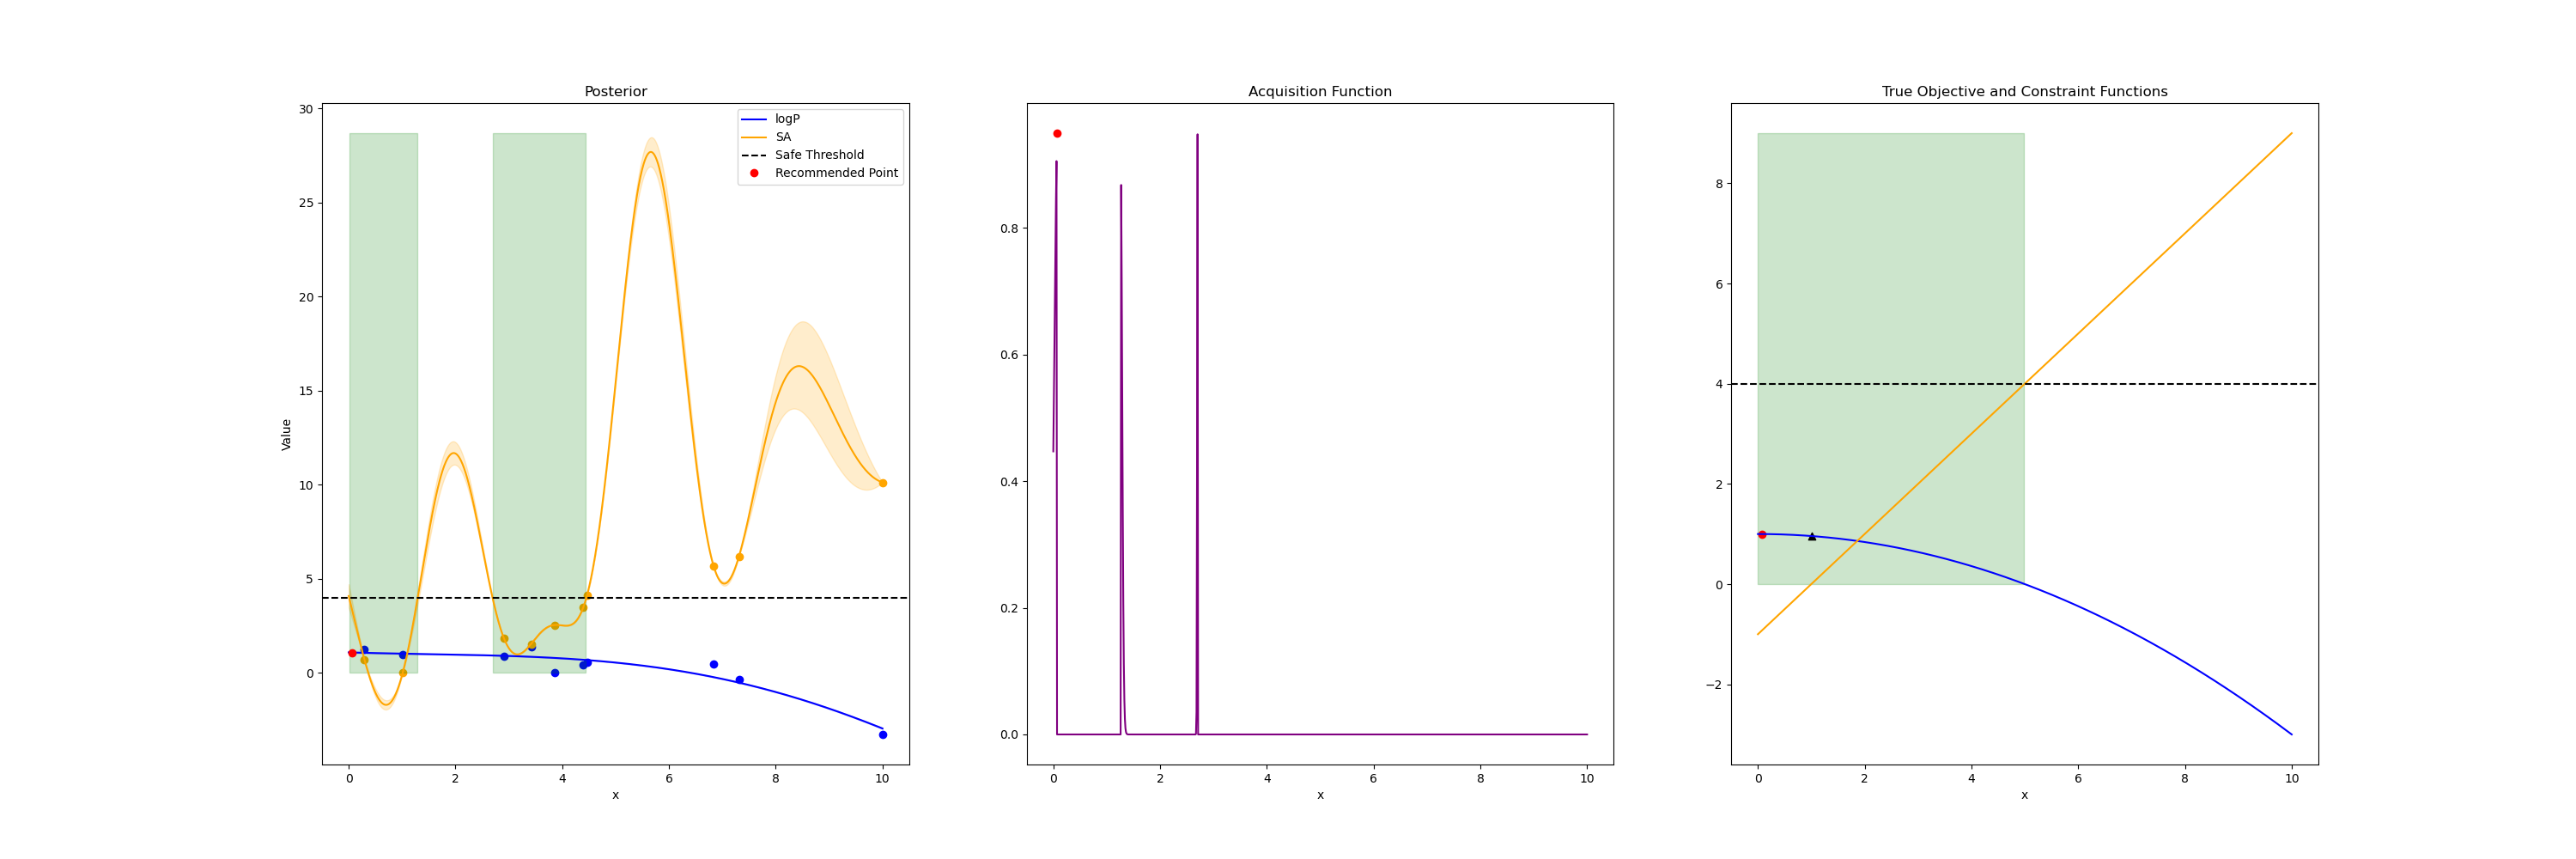 Posterior
30
25
20
15
10
5
0
Value
0 2 4 6 8 10
x
logP
SA
Safe Threshold
Recommended Point
Acquisition Function
0.8
0.6
0.4
0.2
0.0
0 2 4 6 8 10
x
True Objective and Constraint Functions
8
6
4
2
0
−2
0 2 4 6 8 10
x